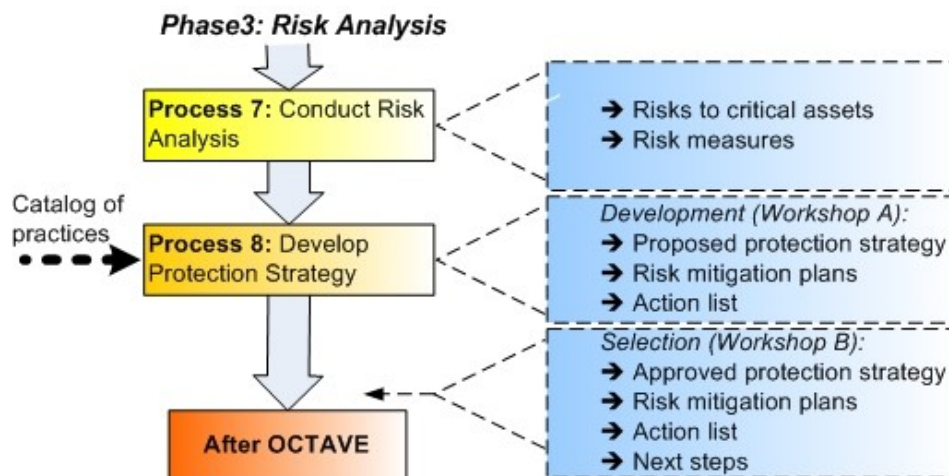 Phase3: Risk Analysis
Process 7: Conduct Risk
Analysis
➔ Risks to critical assets
➔ Risk measures
Catalog of
practices
Process 8: Develop
Protection Strategy
Development (Workshop A):
➔ Proposed protection strategy
➔ Risk mitigation plans
➔ Action list
Selection (Workshop B):
➔ Approved protection strategy
➔ Risk mitigation plans
➔ Action list
➔ Next steps
After OCTAVE